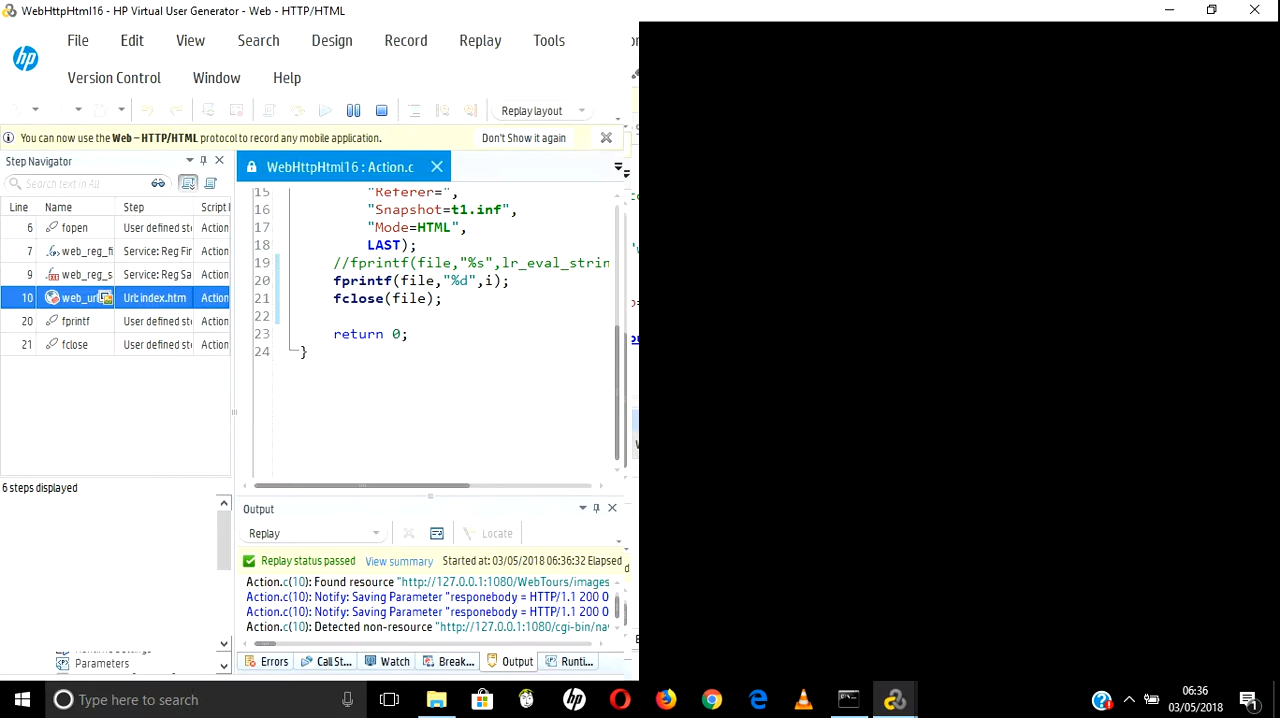 WebHttpHtml16 - HP Virtual User Generator - Web - HTTP/HTML
File Edit View Search Design Record Replay Tools
hp
Version Control Window Help
Replay layout
You can now use the Web – HTTP/HTML protocol to record any mobile application. Don't Show it again
Step Navigator
WebHttpHtml16 : Action.c
Search text in All
Line Name Step Script
6 fopen User defined st Action
7 web_reg_fi Service: Reg Fir Action
9 web_reg_s Service: Reg Sa Action
10 web_url Url: index.htm Action
20 fprintf User defined st Action
21 fclose User defined st Action
15 "Referer=",
16 "Snapshot=t1.inf",
17 "Mode=HTML",
18 LAST);
19 //fprintf(file,"%s",lr_eval_strin
20 fprintf(file,"%d",i);
21 fclose(file);
22
23 return 0;
24 }
6 steps displayed
Output
Replay Locate
Replay status passed View summary Started at: 03/05/2018 06:36:32 Elapsed
Action.c(10): Found resource "http://127.0.0.1:1080/WebTours/images
Action.c(10): Notify: Saving Parameter "responebody = HTTP/1.1 200 O
Action.c(10): Notify: Saving Parameter "responebody = HTTP/1.1 200 O
Action.c(10): Detected non-resource "http://127.0.0.1:1080/cgi-bin/na
Parameters
Errors Call St... Watch Break... Output Runti...
Type here to search
hp
06:36
03/05/2018
1